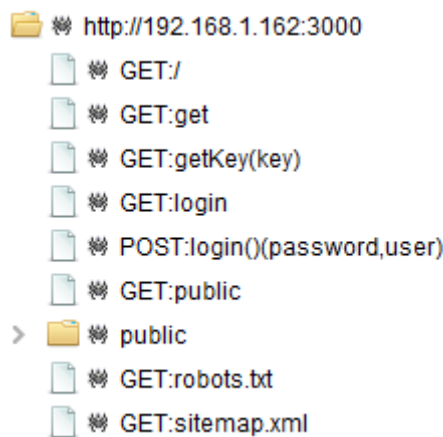 http://192.168.1.162:3000
GET:/
GET:get
GET:getKey(key)
GET:login
POST:login()(password,user)
GET:public
public
GET:robots.txt
GET:sitemap.xml